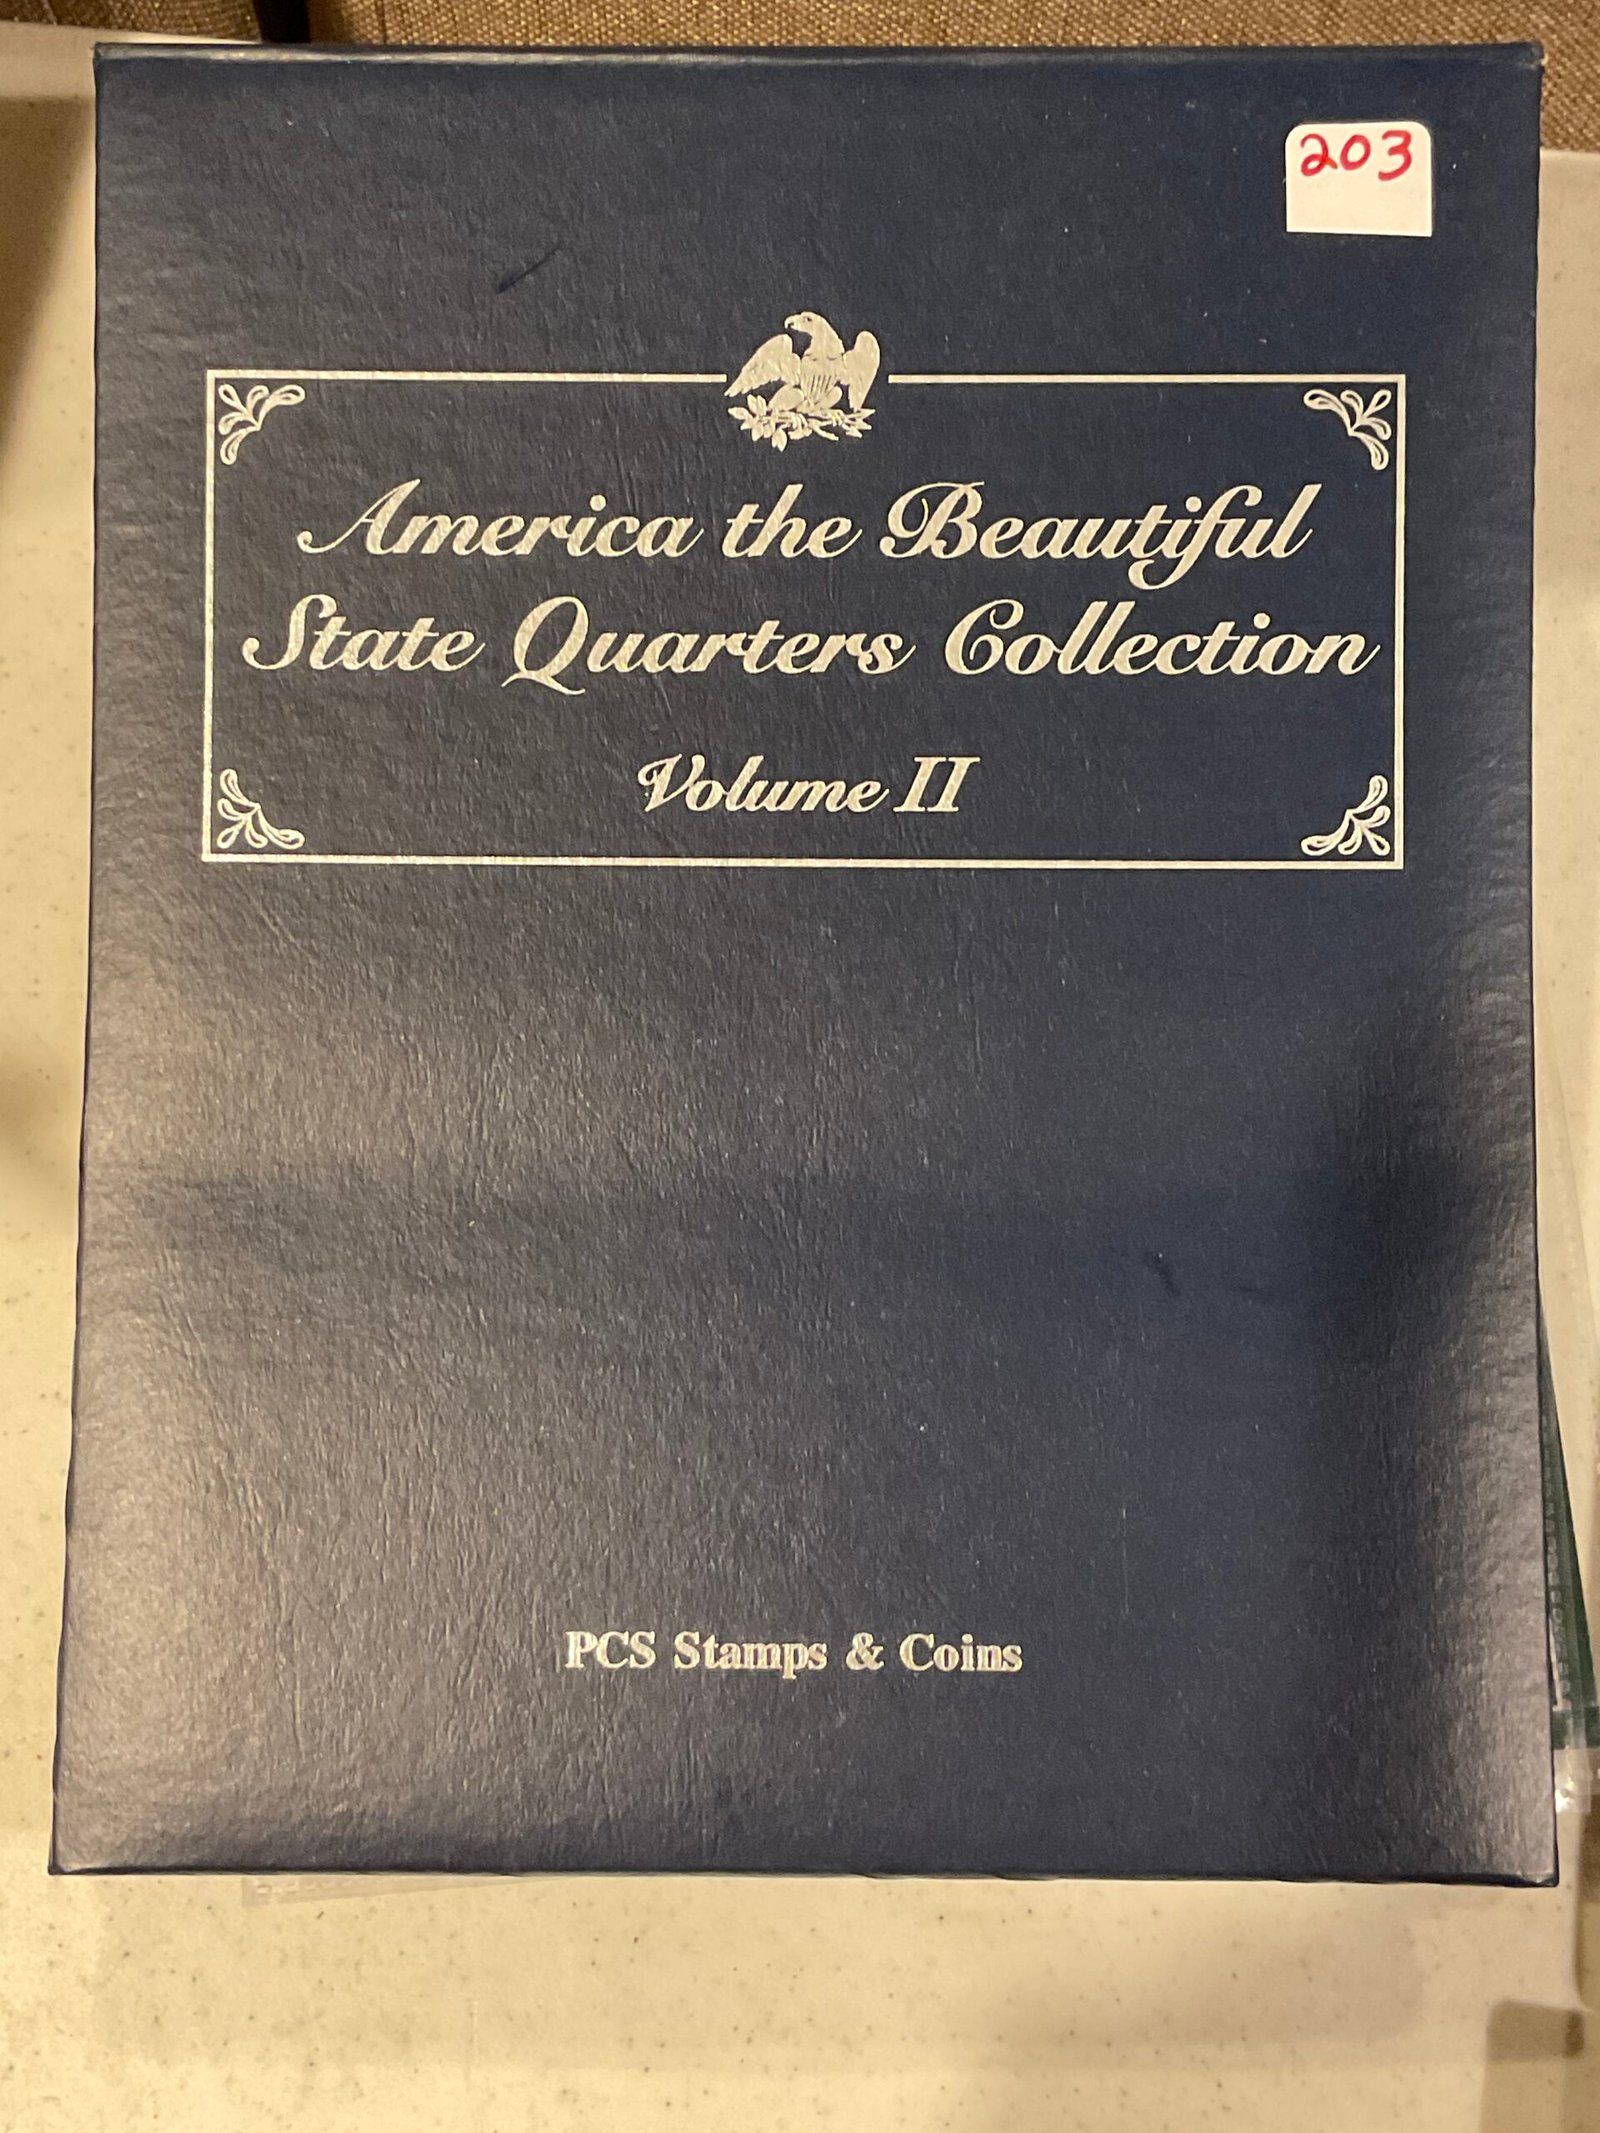 203
America the Beautiful
State Quarters Collection
Volume II
PCS Stamps & Coins